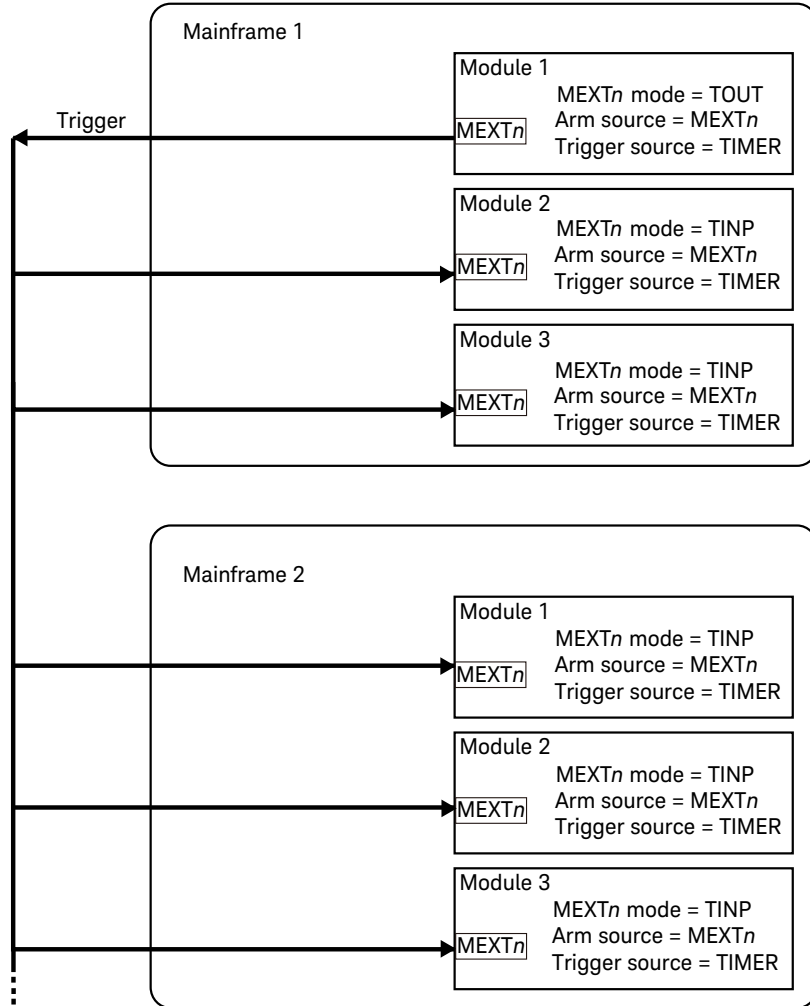 Mainframe 1
Module 1
MEXTn mode = TOUT
Trigger
MEXTn
Arm source = MEXTn
Trigger source = TIMER
Module 2
MEXTn mode = TINP
MEXTn
Arm source = MEXTn
Trigger source = TIMER
Module 3
MEXTn mode = TINP
MEXTn
Arm source = MEXTn
Trigger source = TIMER
Mainframe 2
Module 1
MEXTn mode = TINP
MEXTn
Arm source = MEXTn
Trigger source = TIMER
Module 2
MEXTn mode = TINP
MEXTn
Arm source = MEXTn
Trigger source = TIMER
Module 3
MEXTn mode = TINP
MEXTn
Arm source = MEXTn
Trigger source = TIMER